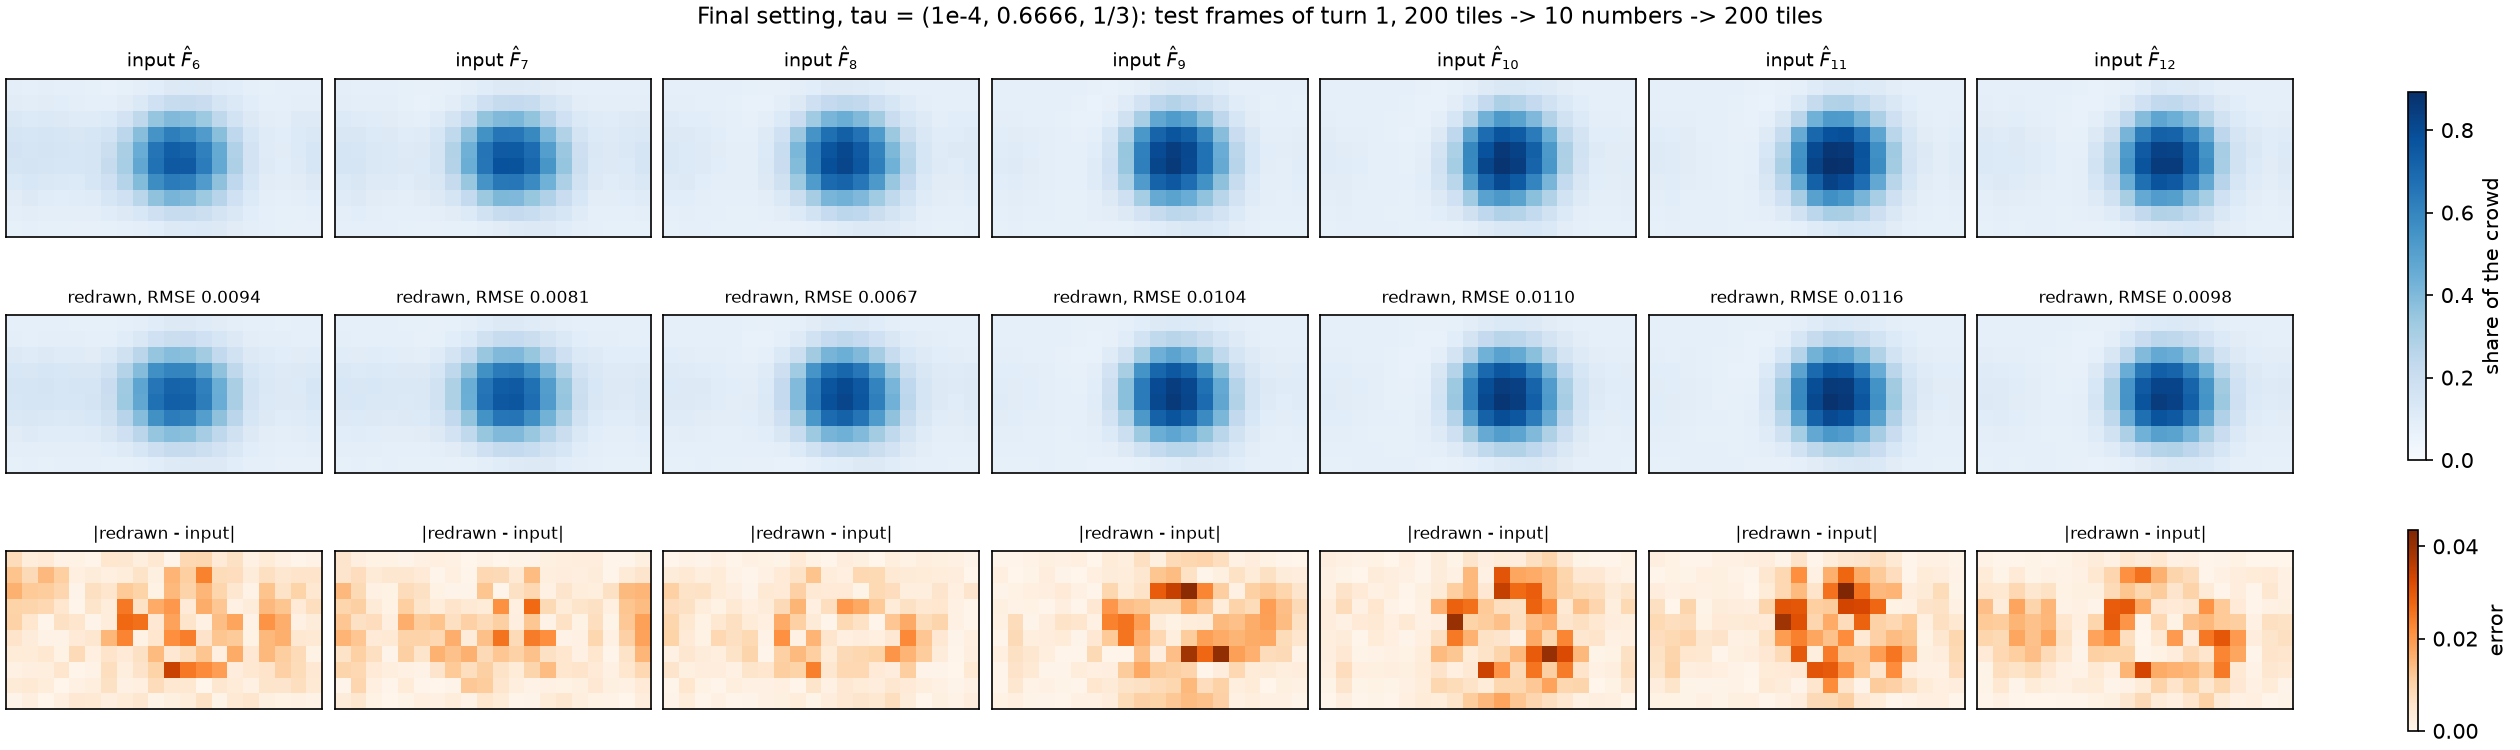 Final setting, tau = (1e-4, 0.6666, 1/3): test frames of turn 1, 200 tiles -> 10 numbers -> 200 tiles
input F̂₆
input F̂₇
input F̂₈
input F̂₉
input F̂₁₀
input F̂₁₁
input F̂₁₂
redrawn, RMSE 0.0094
redrawn, RMSE 0.0081
redrawn, RMSE 0.0067
redrawn, RMSE 0.0104
redrawn, RMSE 0.0110
redrawn, RMSE 0.0116
redrawn, RMSE 0.0098
0.8
0.6
0.4
0.2
0.0
share of the crowd
|redrawn - input|
|redrawn - input|
|redrawn - input|
|redrawn - input|
|redrawn - input|
|redrawn - input|
|redrawn - input|
0.04
0.02
0.00
error